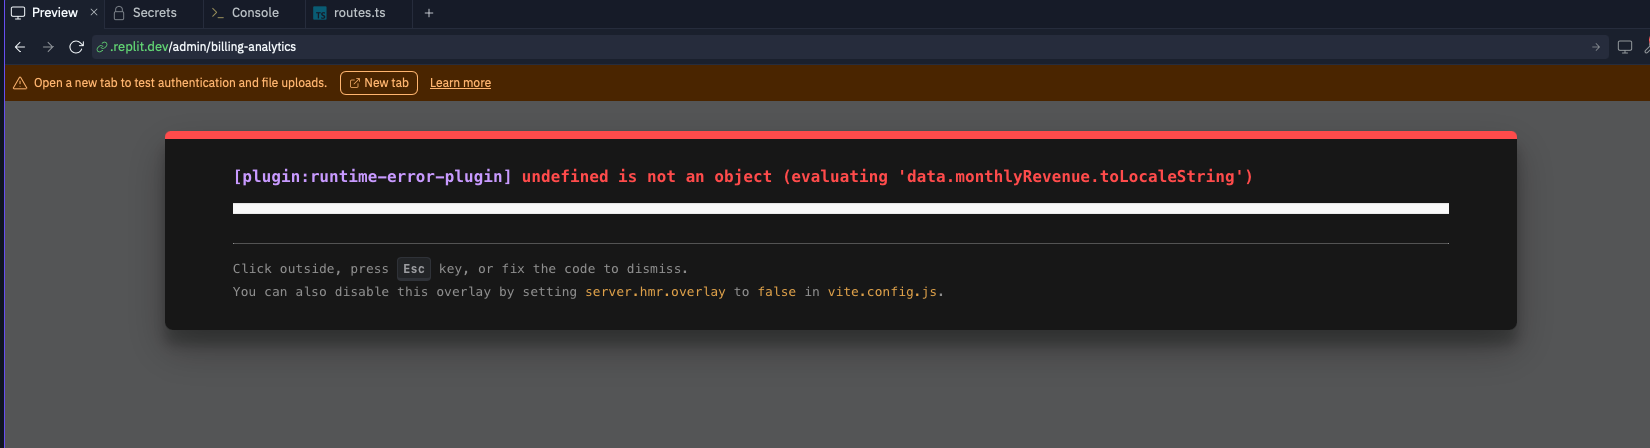 Preview Secrets Console TS routes.ts
.replit.dev/admin/billing-analytics
Open a new tab to test authentication and file uploads. New tab Learn more
[plugin:runtime-error-plugin] undefined is not an object (evaluating 'data.monthlyRevenue.toLocaleString')
Click outside, press Esc key, or fix the code to dismiss.
You can also disable this overlay by setting server.hmr.overlay to false in vite.config.js.